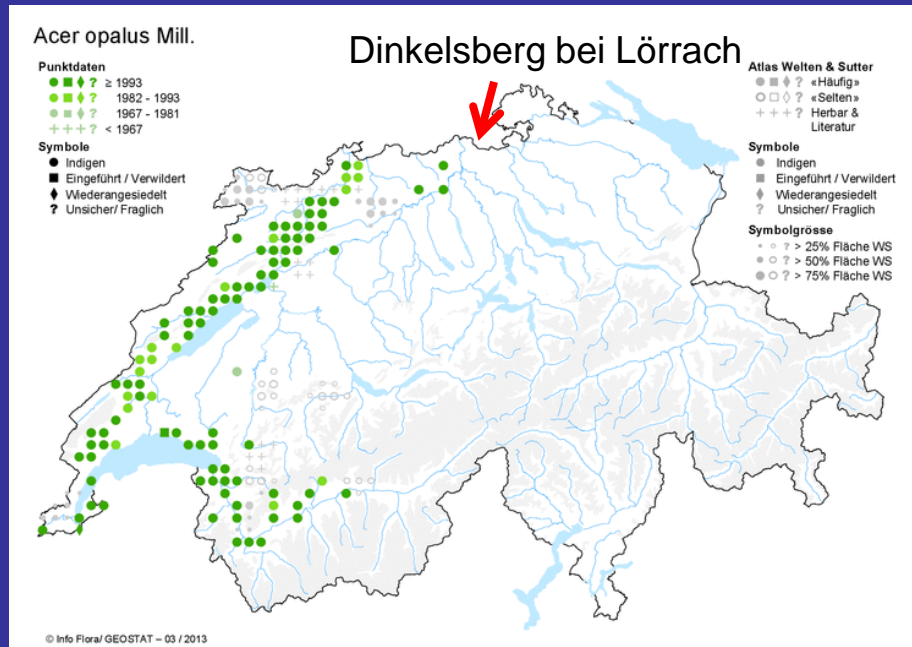 Acer opalus Mill.
Dinkelsberg bei Lörrach
Punktdaten
● ■ ♦ ? ≥ 1993
● ■ ♦ ? 1982 - 1993
● ■ ♦ ? 1967 - 1981
+ + + ? < 1967
Symbole
● Indigen
■ Eingeführt / Verwildert
♦ Wiederangesiedelt
? Unsicher/ Fraglich
Atlas Welten & Sutter
● ■ ♦ ? «Häufig»
○ □ ◊ ? «Selten»
+ + + ? Herbar &
Literatur
Symbole
● Indigen
■ Eingeführt / Verwildert
♦ Wiederangesiedelt
? Unsicher/ Fraglich
Symbolgrösse
• ○ ? > 25% Fläche WS
● ○ ? > 50% Fläche WS
● ○ ? > 75% Fläche WS
© Info Flora/ GEOSTAT – 03 / 2013